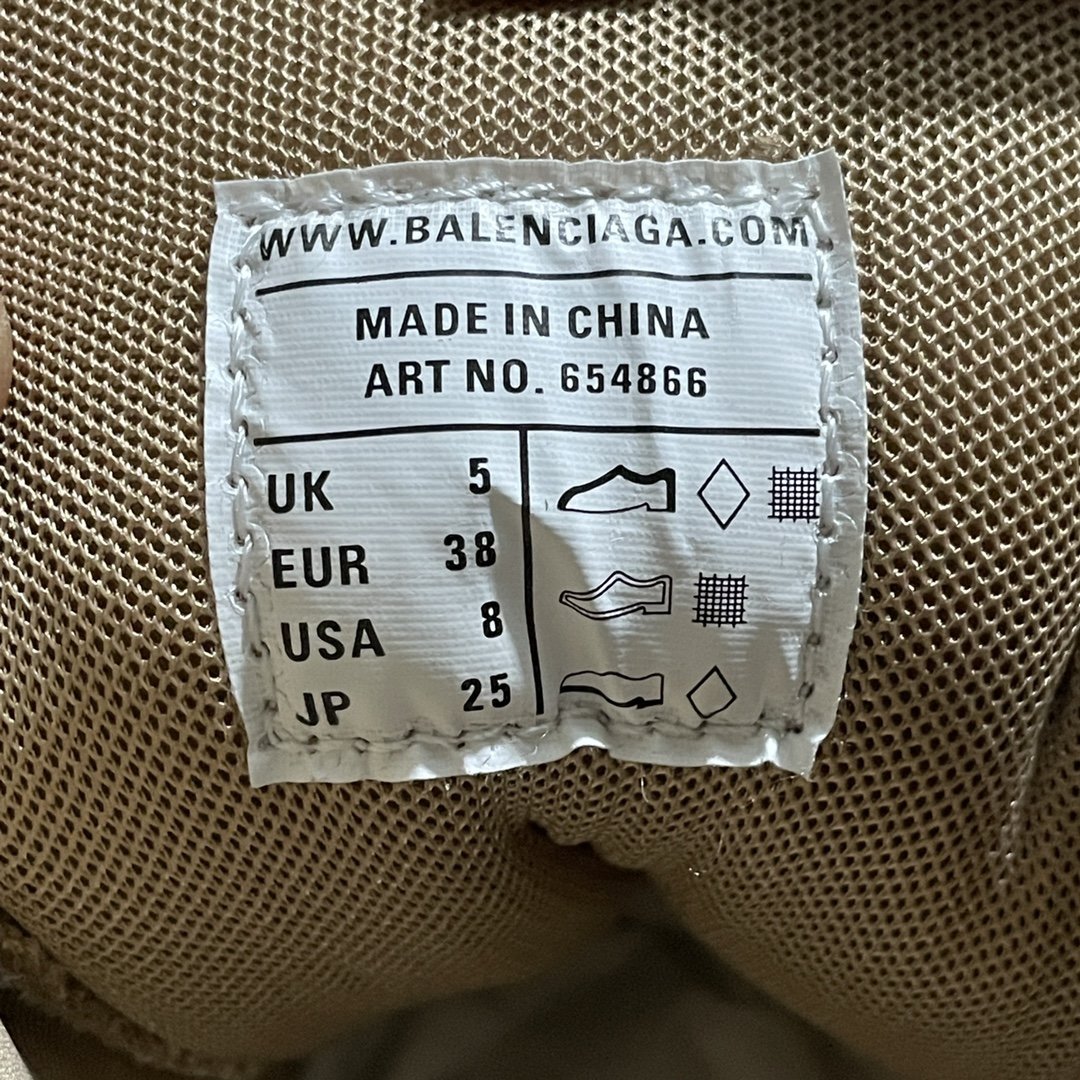 WWW.BALENCIAGA.COM
MADE IN CHINA
ART NO. 654866
UK 5
EUR 38
USA 8
JP 25